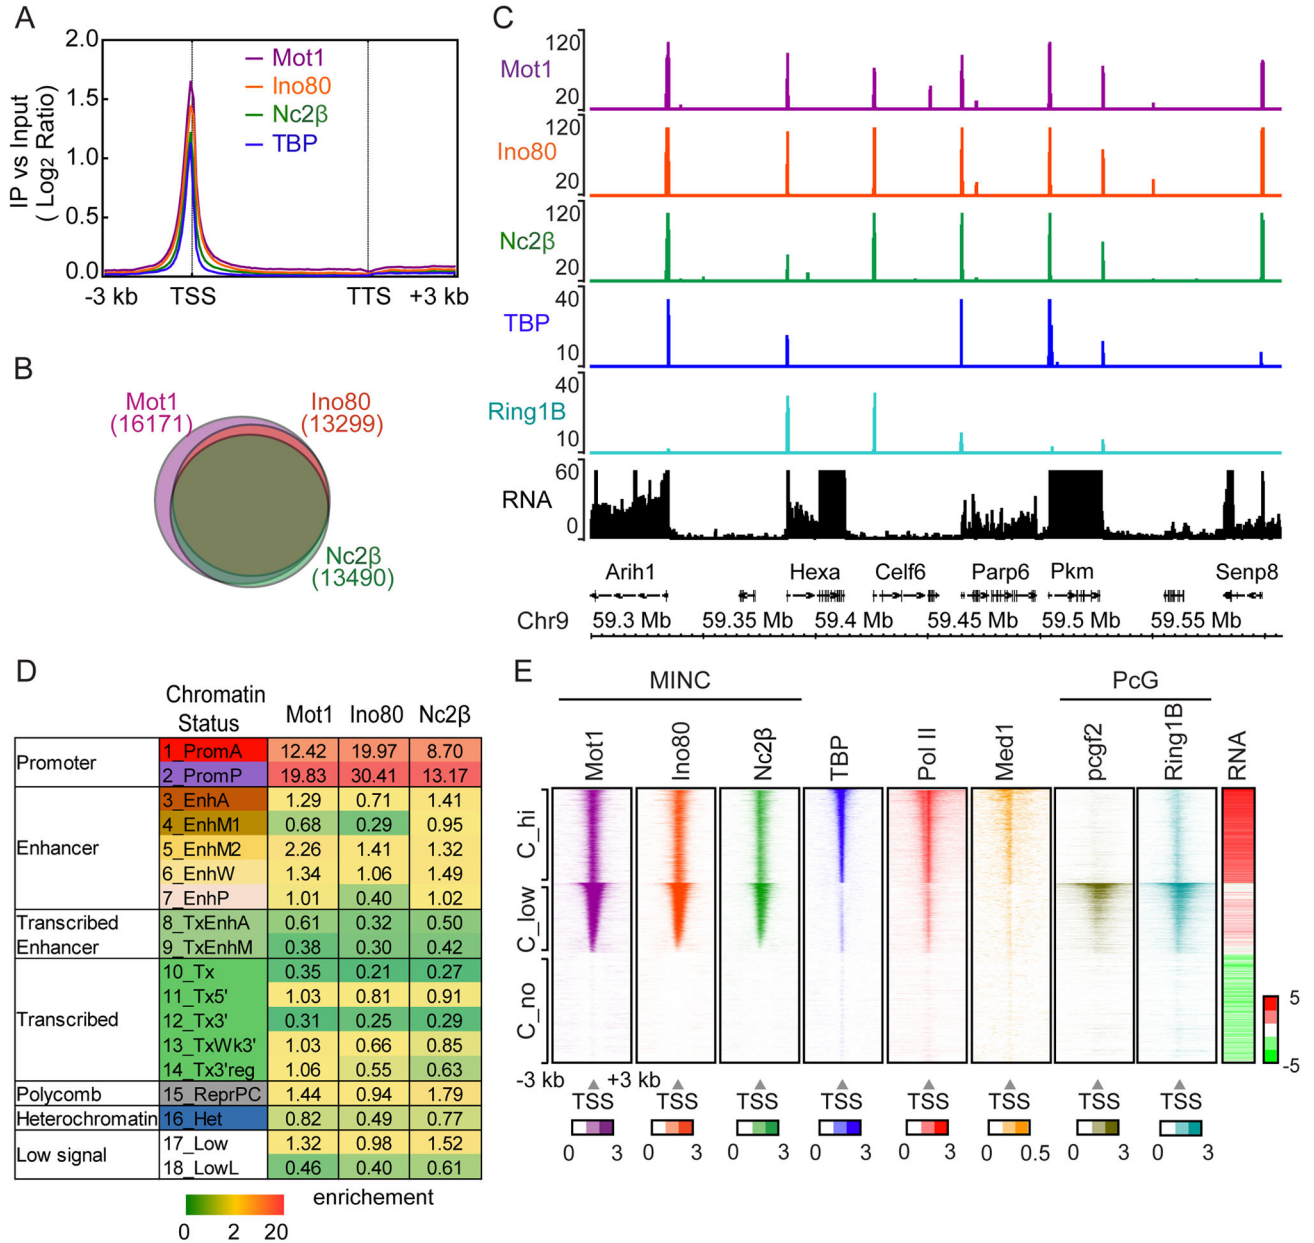 A
2.0
1.5
1.0
0.5
0.0
IP vs Input
( Log2 Ratio)
Mot1
Ino80
Nc2β
TBP
-3 kb TSS TTS +3 kb
B
Mot1
(16171)
Ino80
(13299)
Nc2β
(13490)
C
Mot1
120
20
Ino80
120
20
Nc2β
120
20
TBP
40
10
Ring1B
40
10
RNA
60
0
Arih1 Hexa Celf6 Parp6 Pkm Senp8
Chr9 59.3 Mb 59.35 Mb 59.4 Mb 59.45 Mb 59.5 Mb 59.55 Mb
D
Chromatin
Status Mot1 Ino80 Nc2β
Promoter
1_PromA 12.42 19.97 8.70
2_PromP 19.83 30.41 13.17
Enhancer
3_EnhA 1.29 0.71 1.41
4_EnhM1 0.68 0.29 0.95
5_EnhM2 2.26 1.41 1.32
6_EnhW 1.34 1.06 1.49
7_EnhP 1.01 0.40 1.02
Transcribed
Enhancer
8_TxEnhA 0.61 0.32 0.50
9_TxEnhM 0.38 0.30 0.42
Transcribed
10_Tx 0.35 0.21 0.27
11_Tx5' 1.03 0.81 0.91
12_Tx3' 0.31 0.25 0.29
13_TxWk3' 1.03 0.66 0.85
14_Tx3'reg 1.06 0.55 0.63
Polycomb 15_ReprPC 1.44 0.94 1.79
Heterochromatin 16_Het 0.82 0.49 0.77
Low signal
17_Low 1.32 0.98 1.52
18_LowL 0.46 0.40 0.61
enrichement
0 2 20
E
MINC PcG
Mot1 Ino80 Nc2β TBP Pol II Med1 pcgf2 Ring1B RNA
C_hi
C_low
C_no
5
-5
-3 kb +3 kb
TSS TSS TSS TSS TSS TSS TSS TSS
0 3 0 3 0 3 0 3 0 3 0 0.5 0 3 0 3